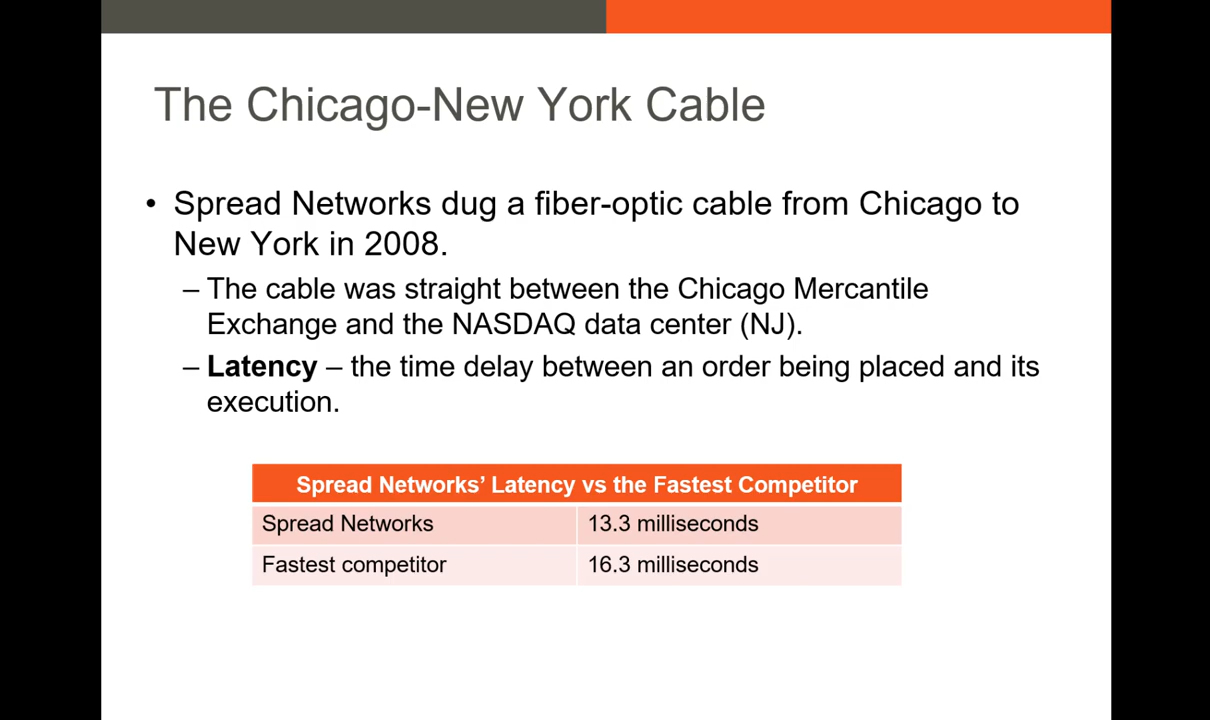 The Chicago-New York Cable
• Spread Networks dug a fiber-optic cable from Chicago to
New York in 2008.
– The cable was straight between the Chicago Mercantile
Exchange and the NASDAQ data center (NJ).
– Latency – the time delay between an order being placed and its
execution.
Spread Networks’ Latency vs the Fastest Competitor
Spread Networks 13.3 milliseconds
Fastest competitor 16.3 milliseconds